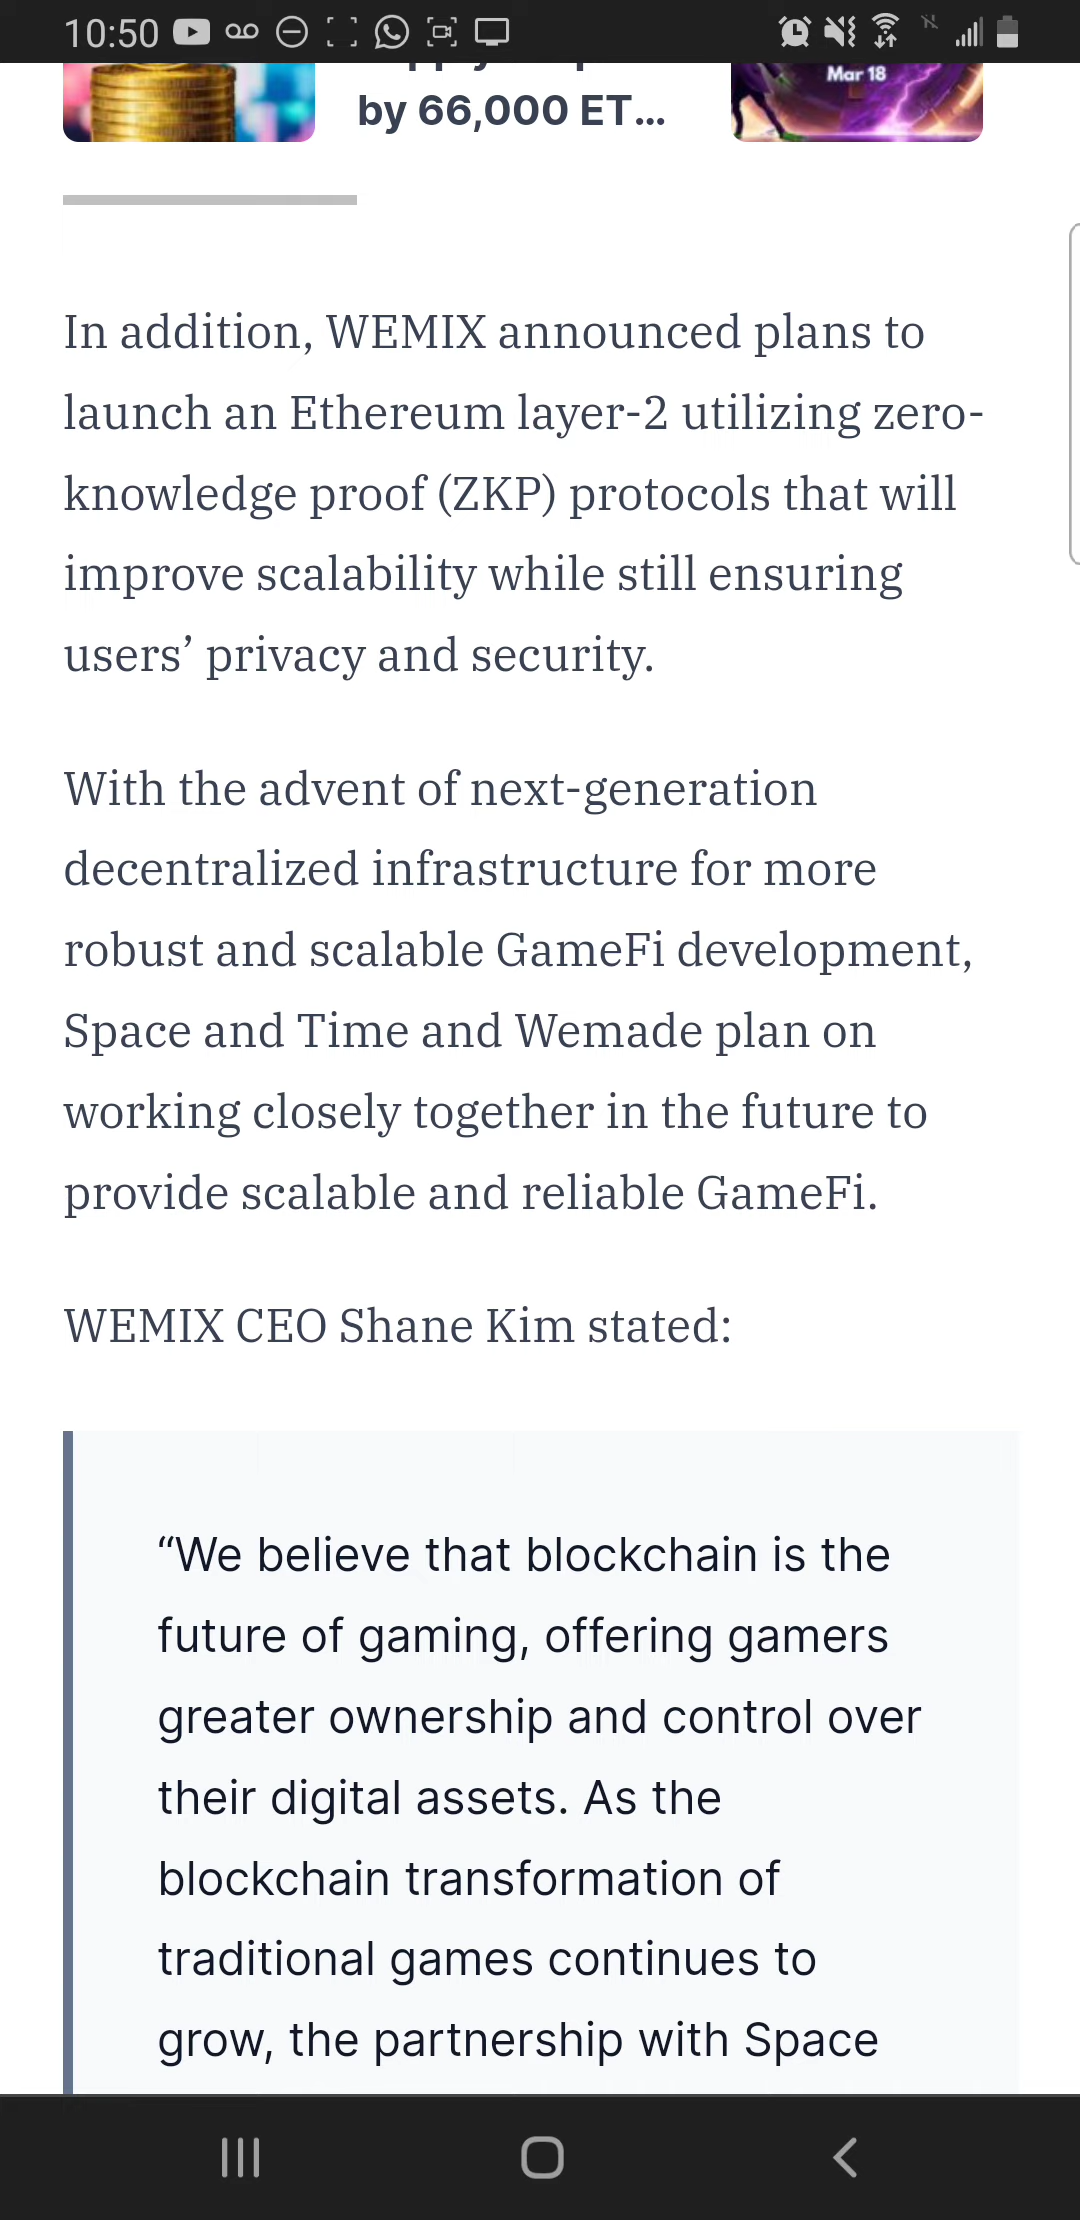 10:50
by 66,000 ET...
Mar 18
In addition, WEMIX announced plans to
launch an Ethereum layer-2 utilizing zero-
knowledge proof (ZKP) protocols that will
improve scalability while still ensuring
users’ privacy and security.
With the advent of next-generation
decentralized infrastructure for more
robust and scalable GameFi development,
Space and Time and Wemade plan on
working closely together in the future to
provide scalable and reliable GameFi.
WEMIX CEO Shane Kim stated:
“We believe that blockchain is the
future of gaming, offering gamers
greater ownership and control over
their digital assets. As the
blockchain transformation of
traditional games continues to
grow, the partnership with Space